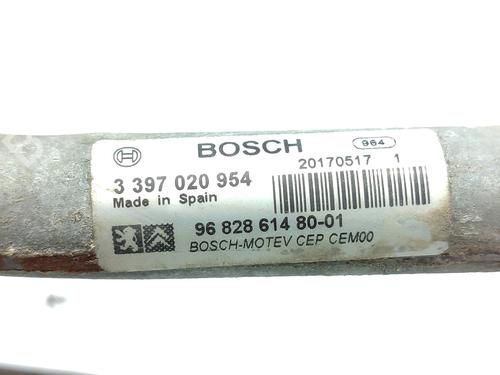 BOSCH
964
3 397 020 954
20170517 1
Made in Spain
96 828 614 80-01
BOSCH-MOTEV CEP CEM00